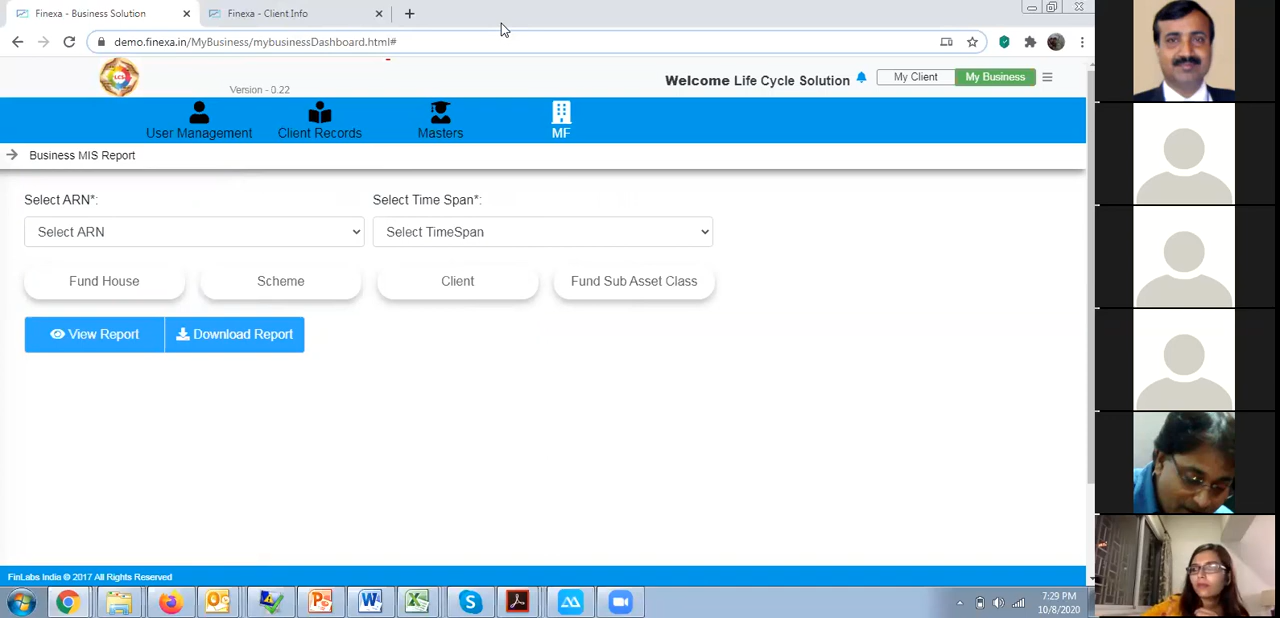 Finexa - Business Solution
Finexa - Client Info
demo.finexa.in/MyBusiness/mybusinessDashboard.html#
LCS
Version - 0.22
Welcome Life Cycle Solution
My Client
My Business
User Management
Client Records
Masters
MF
Business MIS Report
Select ARN*:
Select Time Span*:
Select ARN
Select TimeSpan
Fund House
Scheme
Client
Fund Sub Asset Class
View Report
Download Report
FinLabs India © 2017 All Rights Reserved
7:29 PM
10/8/2020